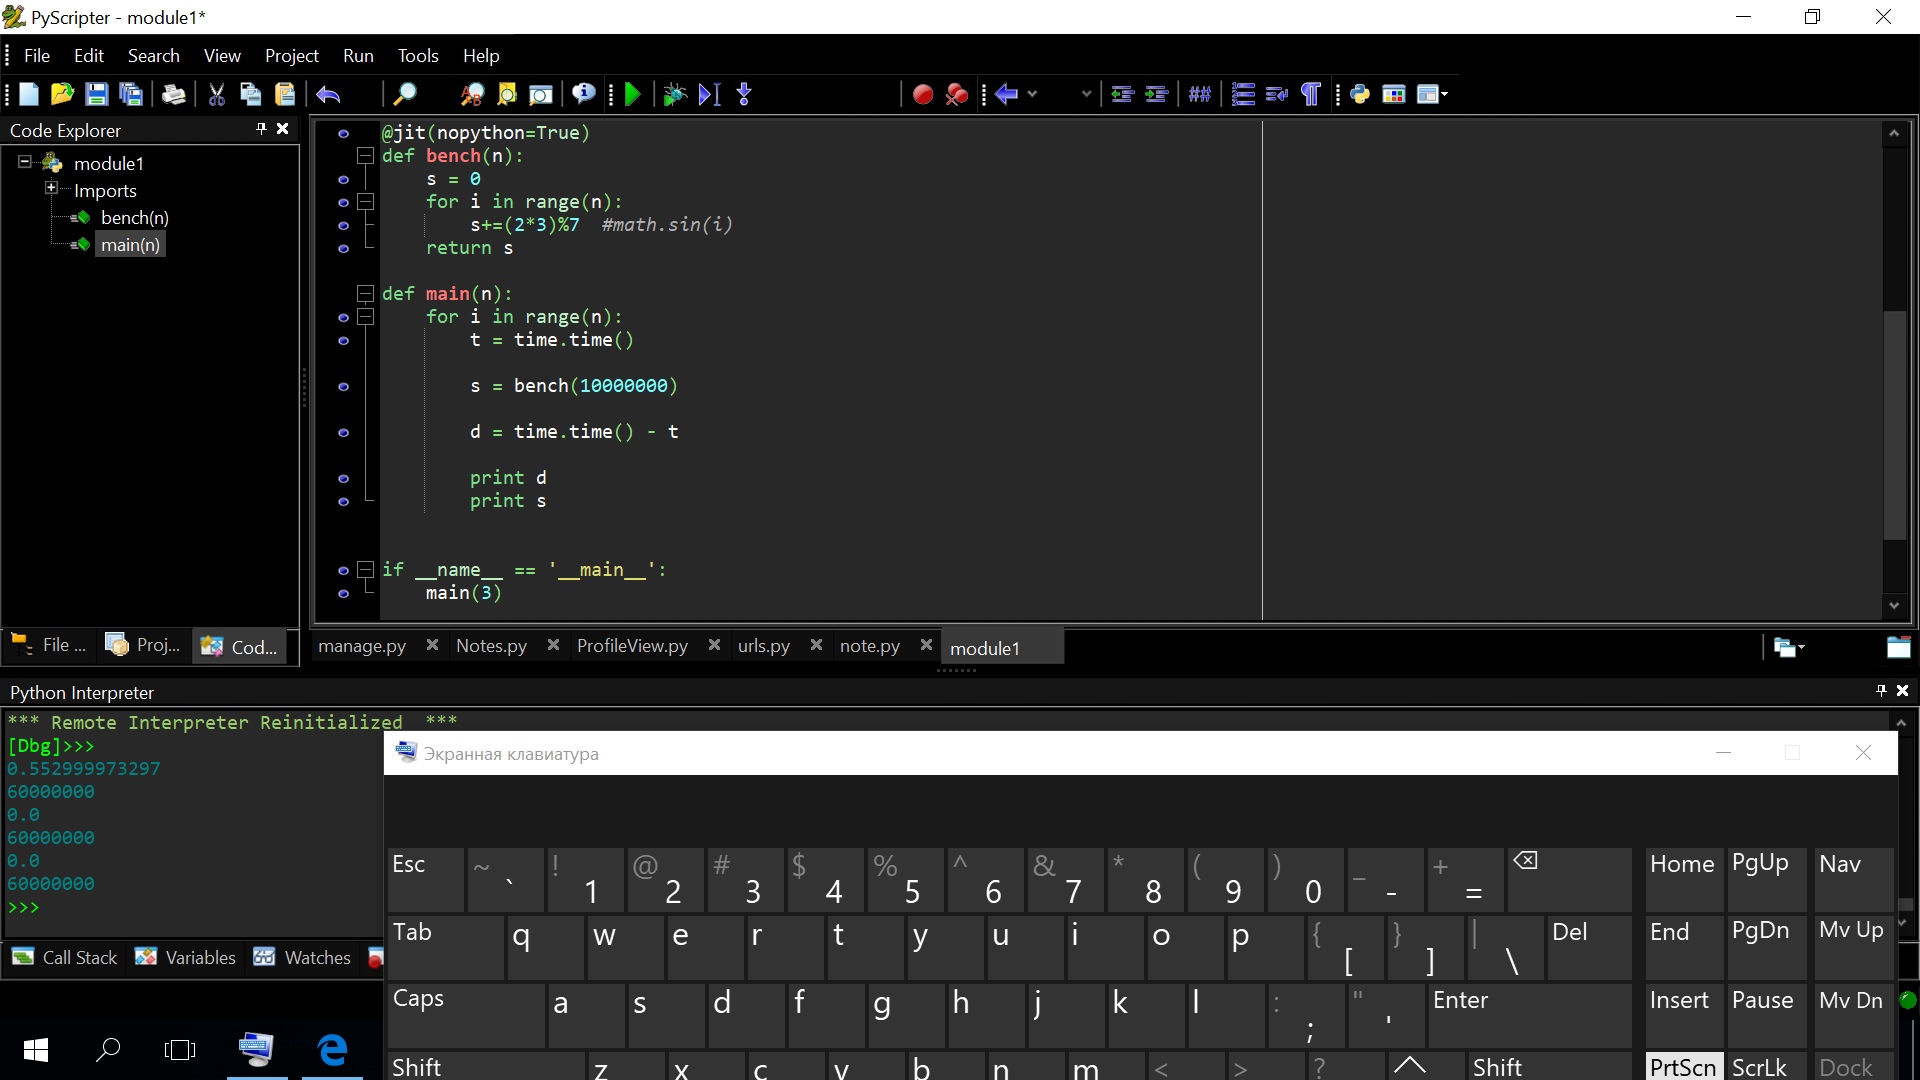 PyScripter - module1*
File Edit Search View Project Run Tools Help
Code Explorer
module1
Imports
bench(n)
main(n)
@jit(nopython=True)
def bench(n):
    s = 0
    for i in range(n):
        s+=(2*3)%7  #math.sin(i)
    return s
def main(n):
    for i in range(n):
        t = time.time()
        s = bench(10000000)
        d = time.time() - t
        print d
        print s
if __name__ == '__main__':
    main(3)
File ... Proj... Cod...
manage.py Notes.py ProfileView.py urls.py note.py module1
Python Interpreter
*** Remote Interpreter Reinitialized  ***
[Dbg]>>>
0.552999973297
60000000
0.0
60000000
0.0
60000000
>>>
Call Stack Variables Watches
Экранная клавиатура
Esc ~ ` ! 1 @ 2 # 3 $ 4 % 5 ^ 6 & 7 * 8 ( 9 ) 0 _ - + = Home PgUp Nav
Tab q w e r t y u i o p { [ } ] | \ Del End PgDn Mv Up
Caps a s d f g h j k l : ; " ' Enter Insert Pause Mv Dn
Shift z x c v b n m < > ? Shift PrtScn ScrLk Dock